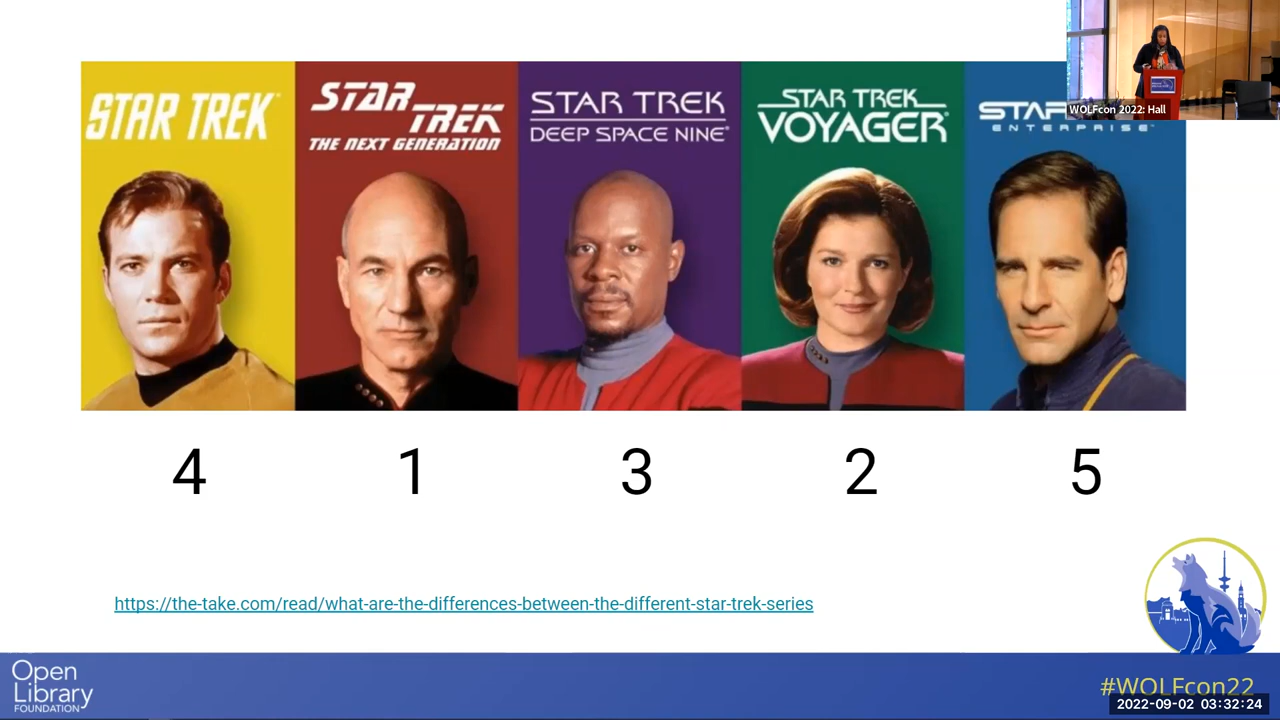 STAR TREK
STAR TREK
THE NEXT GENERATION
STAR TREK
DEEP SPACE NINE®
STAR TREK
VOYAGER®
STAR
ENTERPRISE™
WOLFcon 2022: Hall
4 1 3 2 5
https://the-take.com/read/what-are-the-differences-between-the-different-star-trek-series
Open
Library
FOUNDATION
#WOLFcon22
2022-09-02 03:32:24